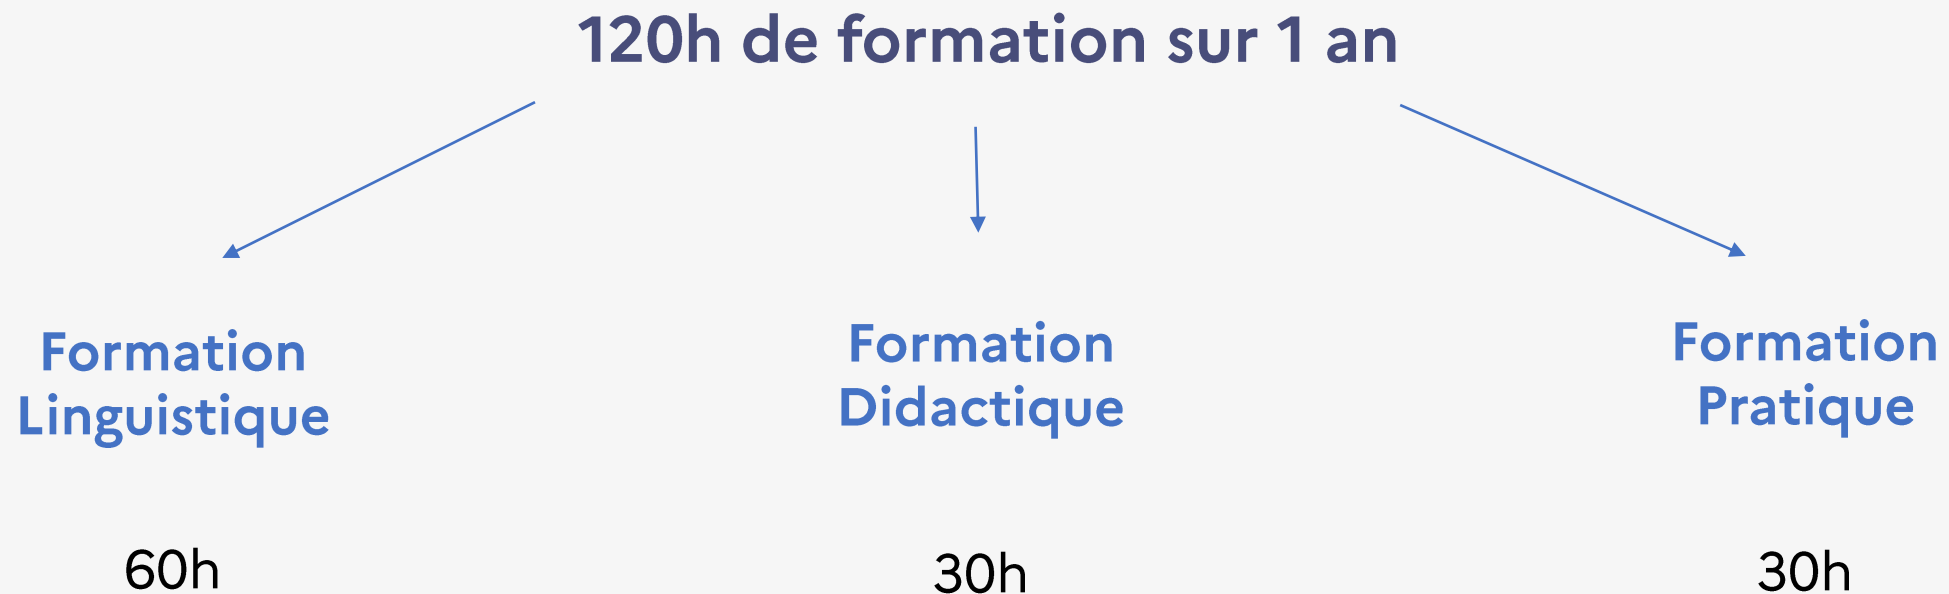 120h de formation sur 1 an
Formation
Linguistique
60h
Formation
Didactique
30h
Formation
Pratique
30h